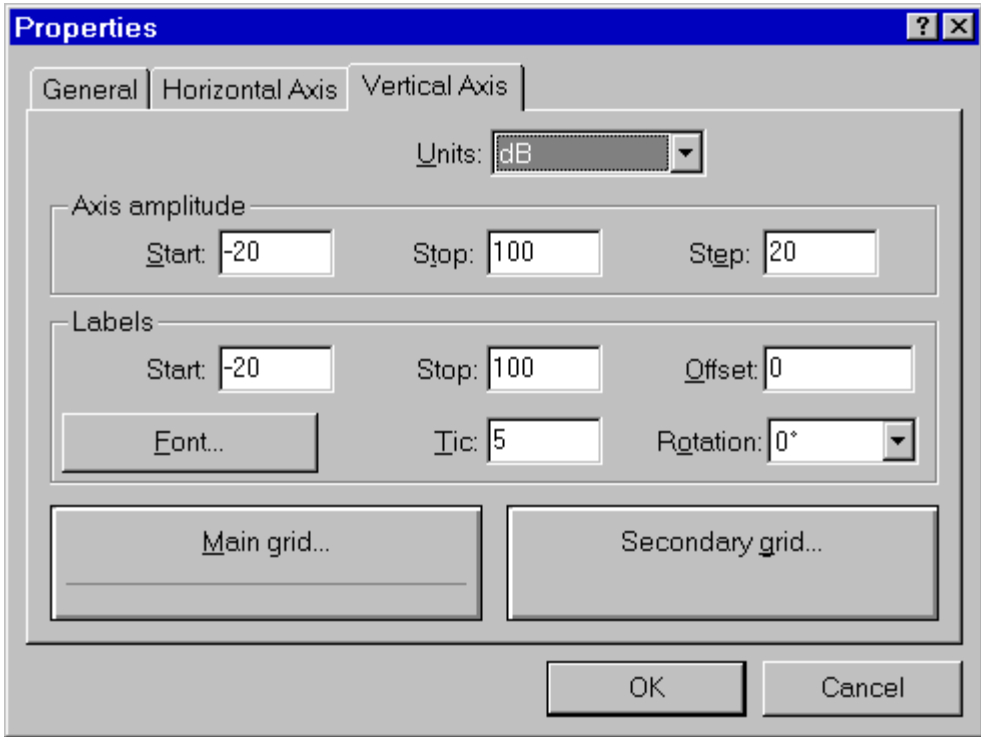 Properties
General Horizontal Axis Vertical Axis
Units: dB
Axis amplitude
Start: -20 Stop: 100 Step: 20
Labels
Start: -20 Stop: 100 Offset: 0
Font... Tic: 5 Rotation: 0°
Main grid... Secondary grid...
OK Cancel